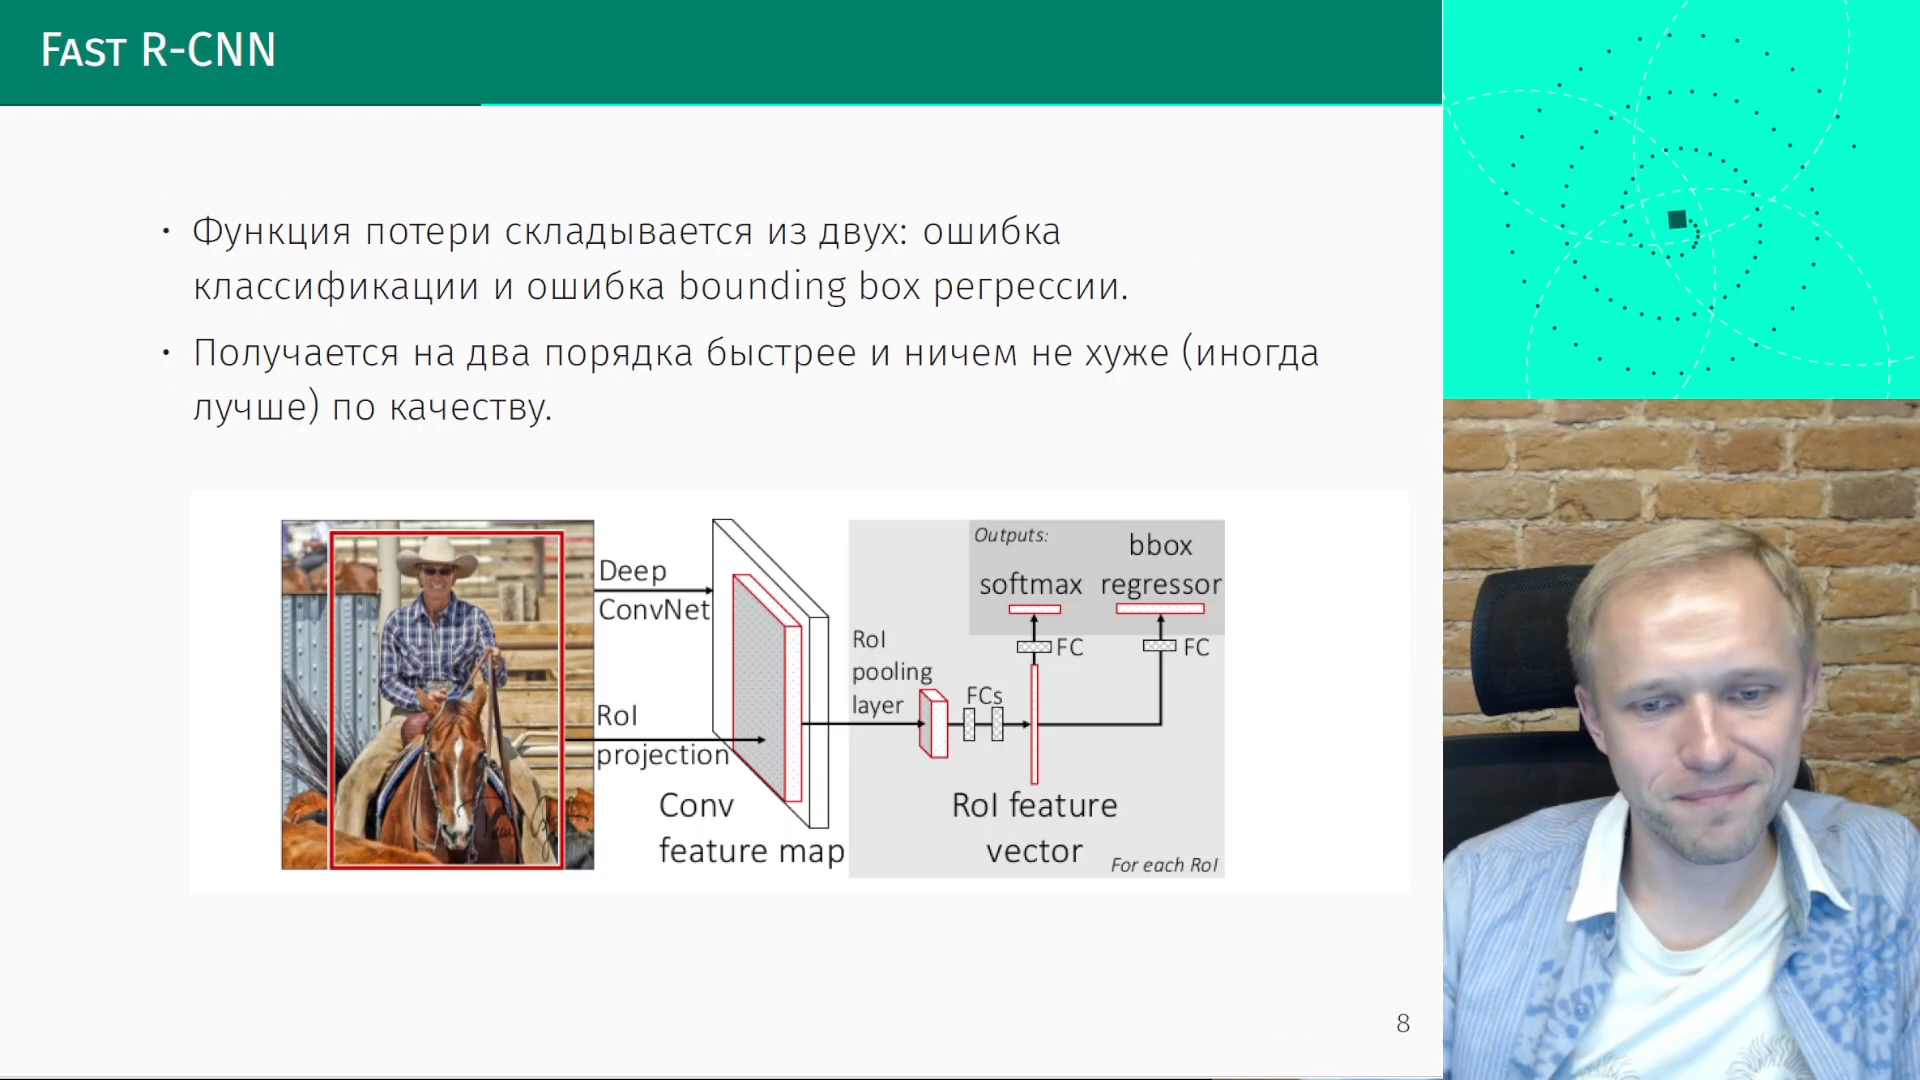 FAST R-CNN
· Функция потери складывается из двух: ошибка
классификации и ошибка bounding box регрессии.
· Получается на два порядка быстрее и ничем не хуже (иногда
лучше) по качеству.
Deep
ConvNet
RoI
projection
Conv
feature map
RoI
pooling
layer
FCs
Outputs:
softmax
bbox
regressor
FC
FC
RoI feature
vector
For each RoI
8